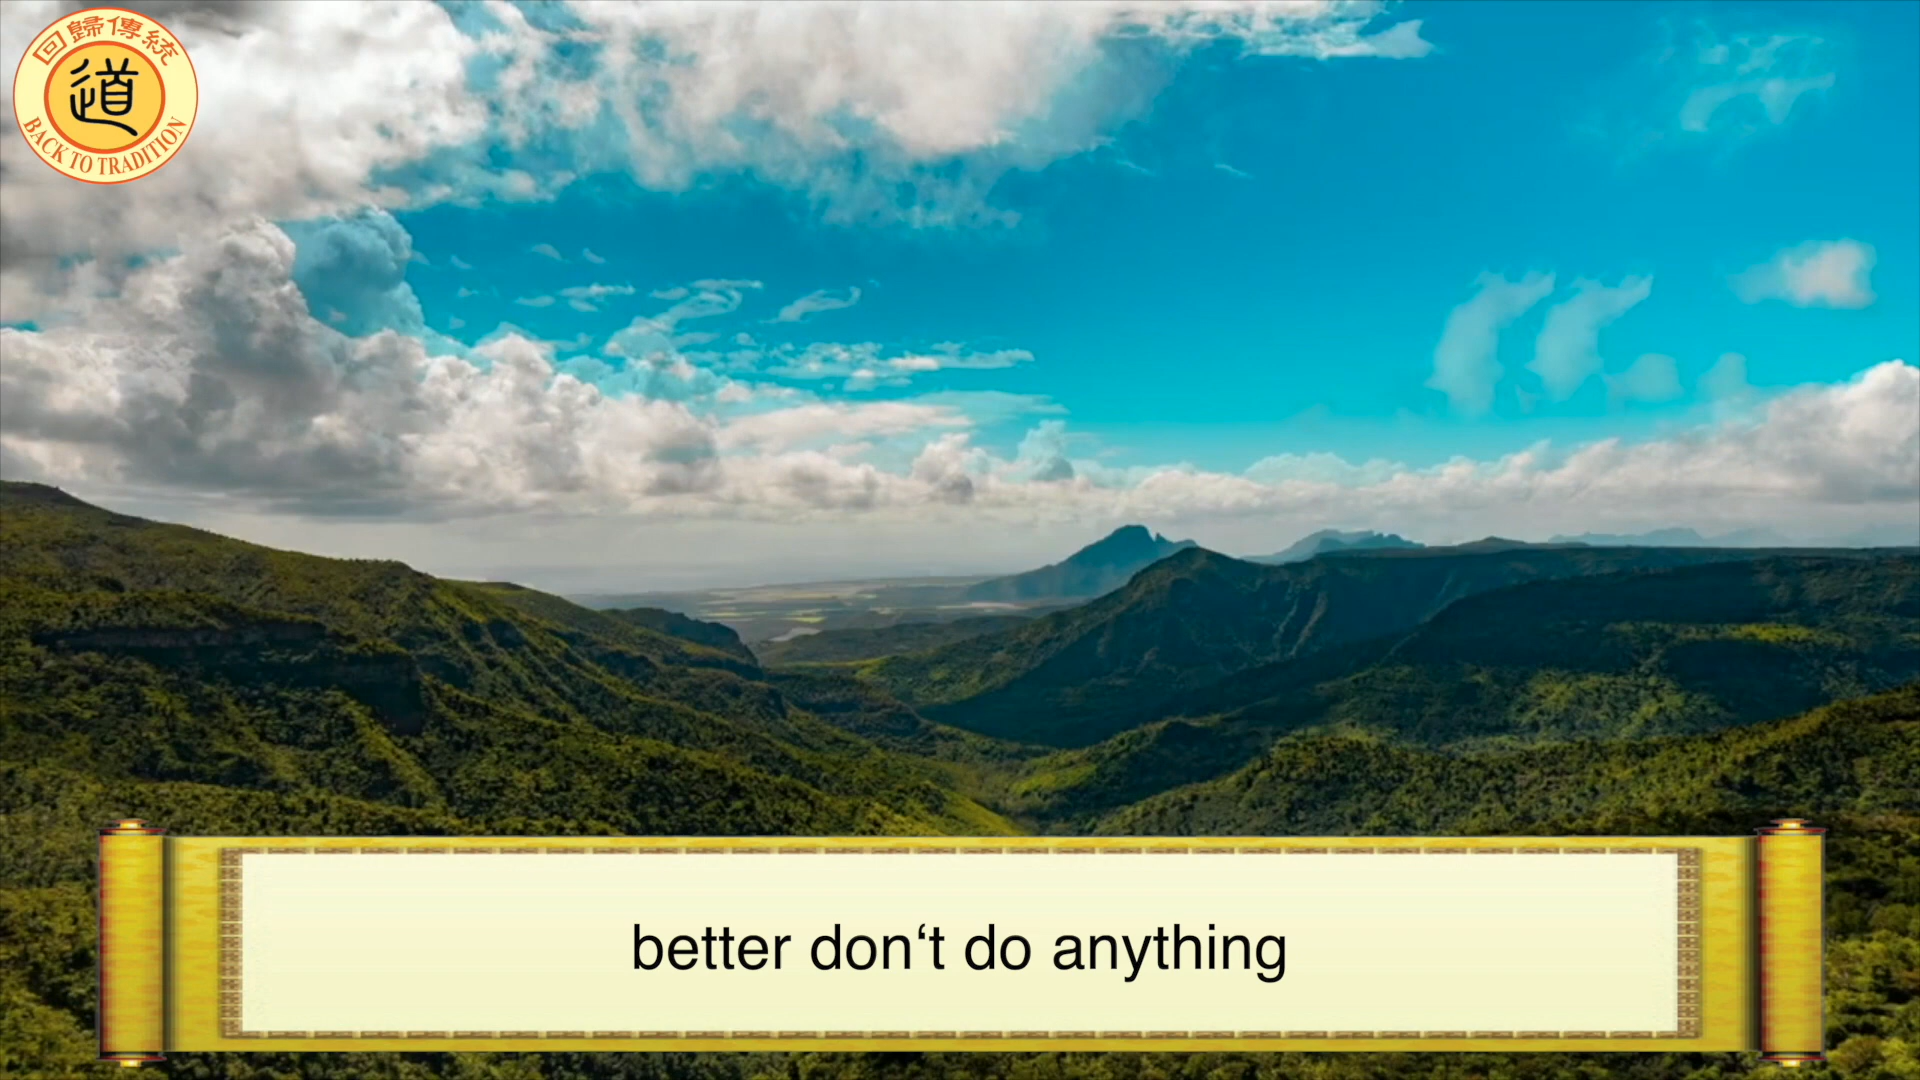 回歸傳統
道
BACK TO TRADITION
better don‘t do anything